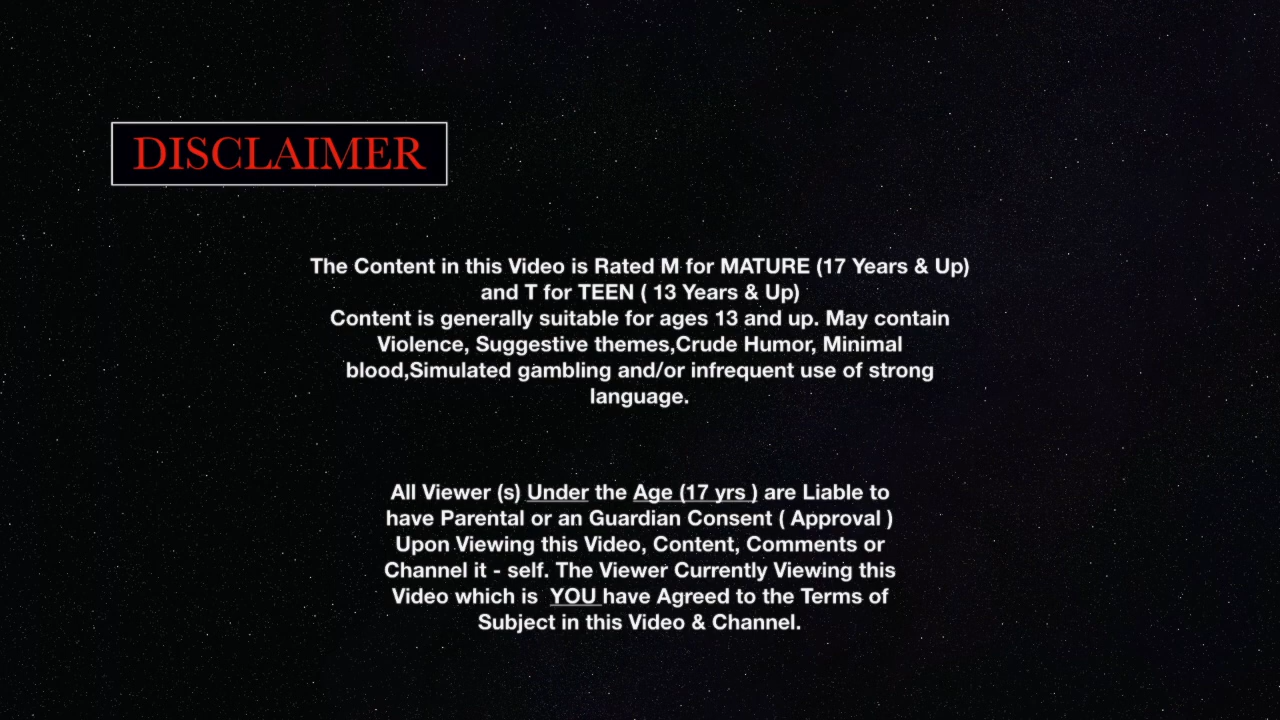 DISCLAIMER
The Content in this Video is Rated M for MATURE (17 Years & Up)
and T for TEEN ( 13 Years & Up)
Content is generally suitable for ages 13 and up. May contain
Violence, Suggestive themes,Crude Humor, Minimal
blood,Simulated gambling and/or infrequent use of strong
language.
All Viewer (s) Under the Age (17 yrs ) are Liable to
have Parental or an Guardian Consent ( Approval )
Upon Viewing this Video, Content, Comments or
Channel it - self. The Viewer Currently Viewing this
Video which is  YOU have Agreed to the Terms of
Subject in this Video & Channel.